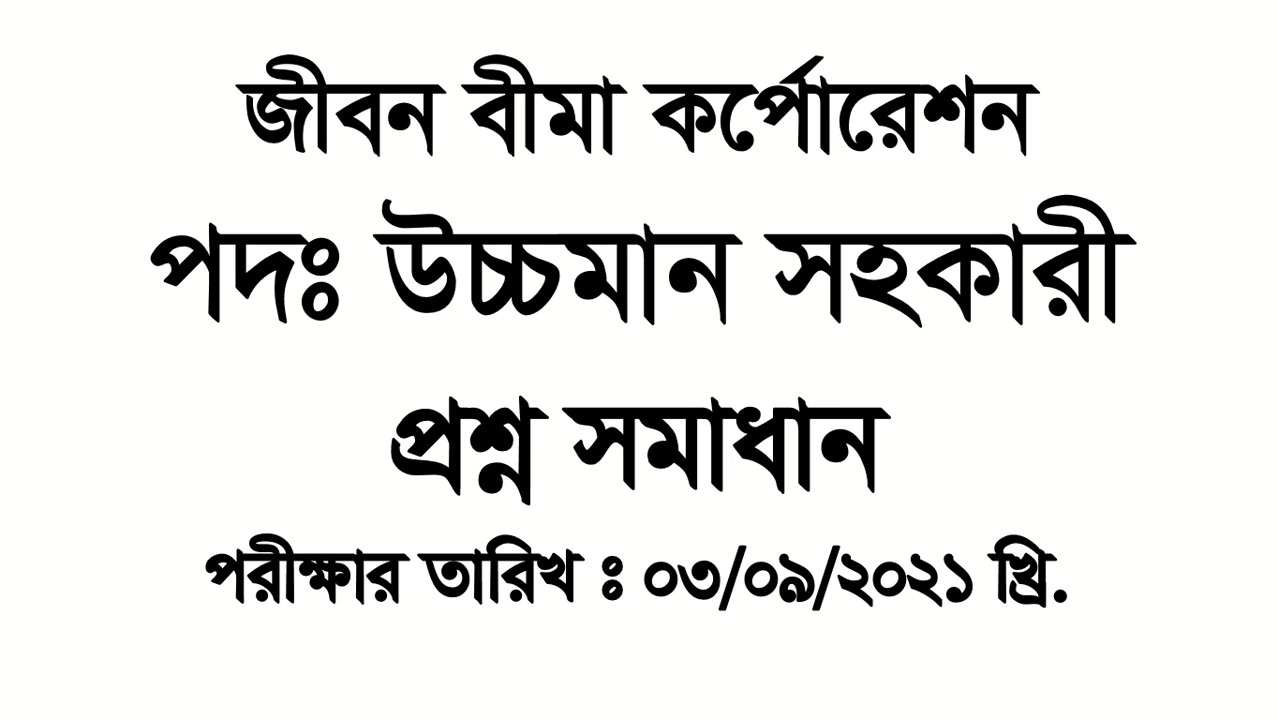 জীবন বীমা কর্পোরেশন
পদঃ উচ্চমান সহকারী
প্রশ্ন সমাধান
পরীক্ষার তারিখ ঃ ০৩/০৯/২০২১ খ্রি.